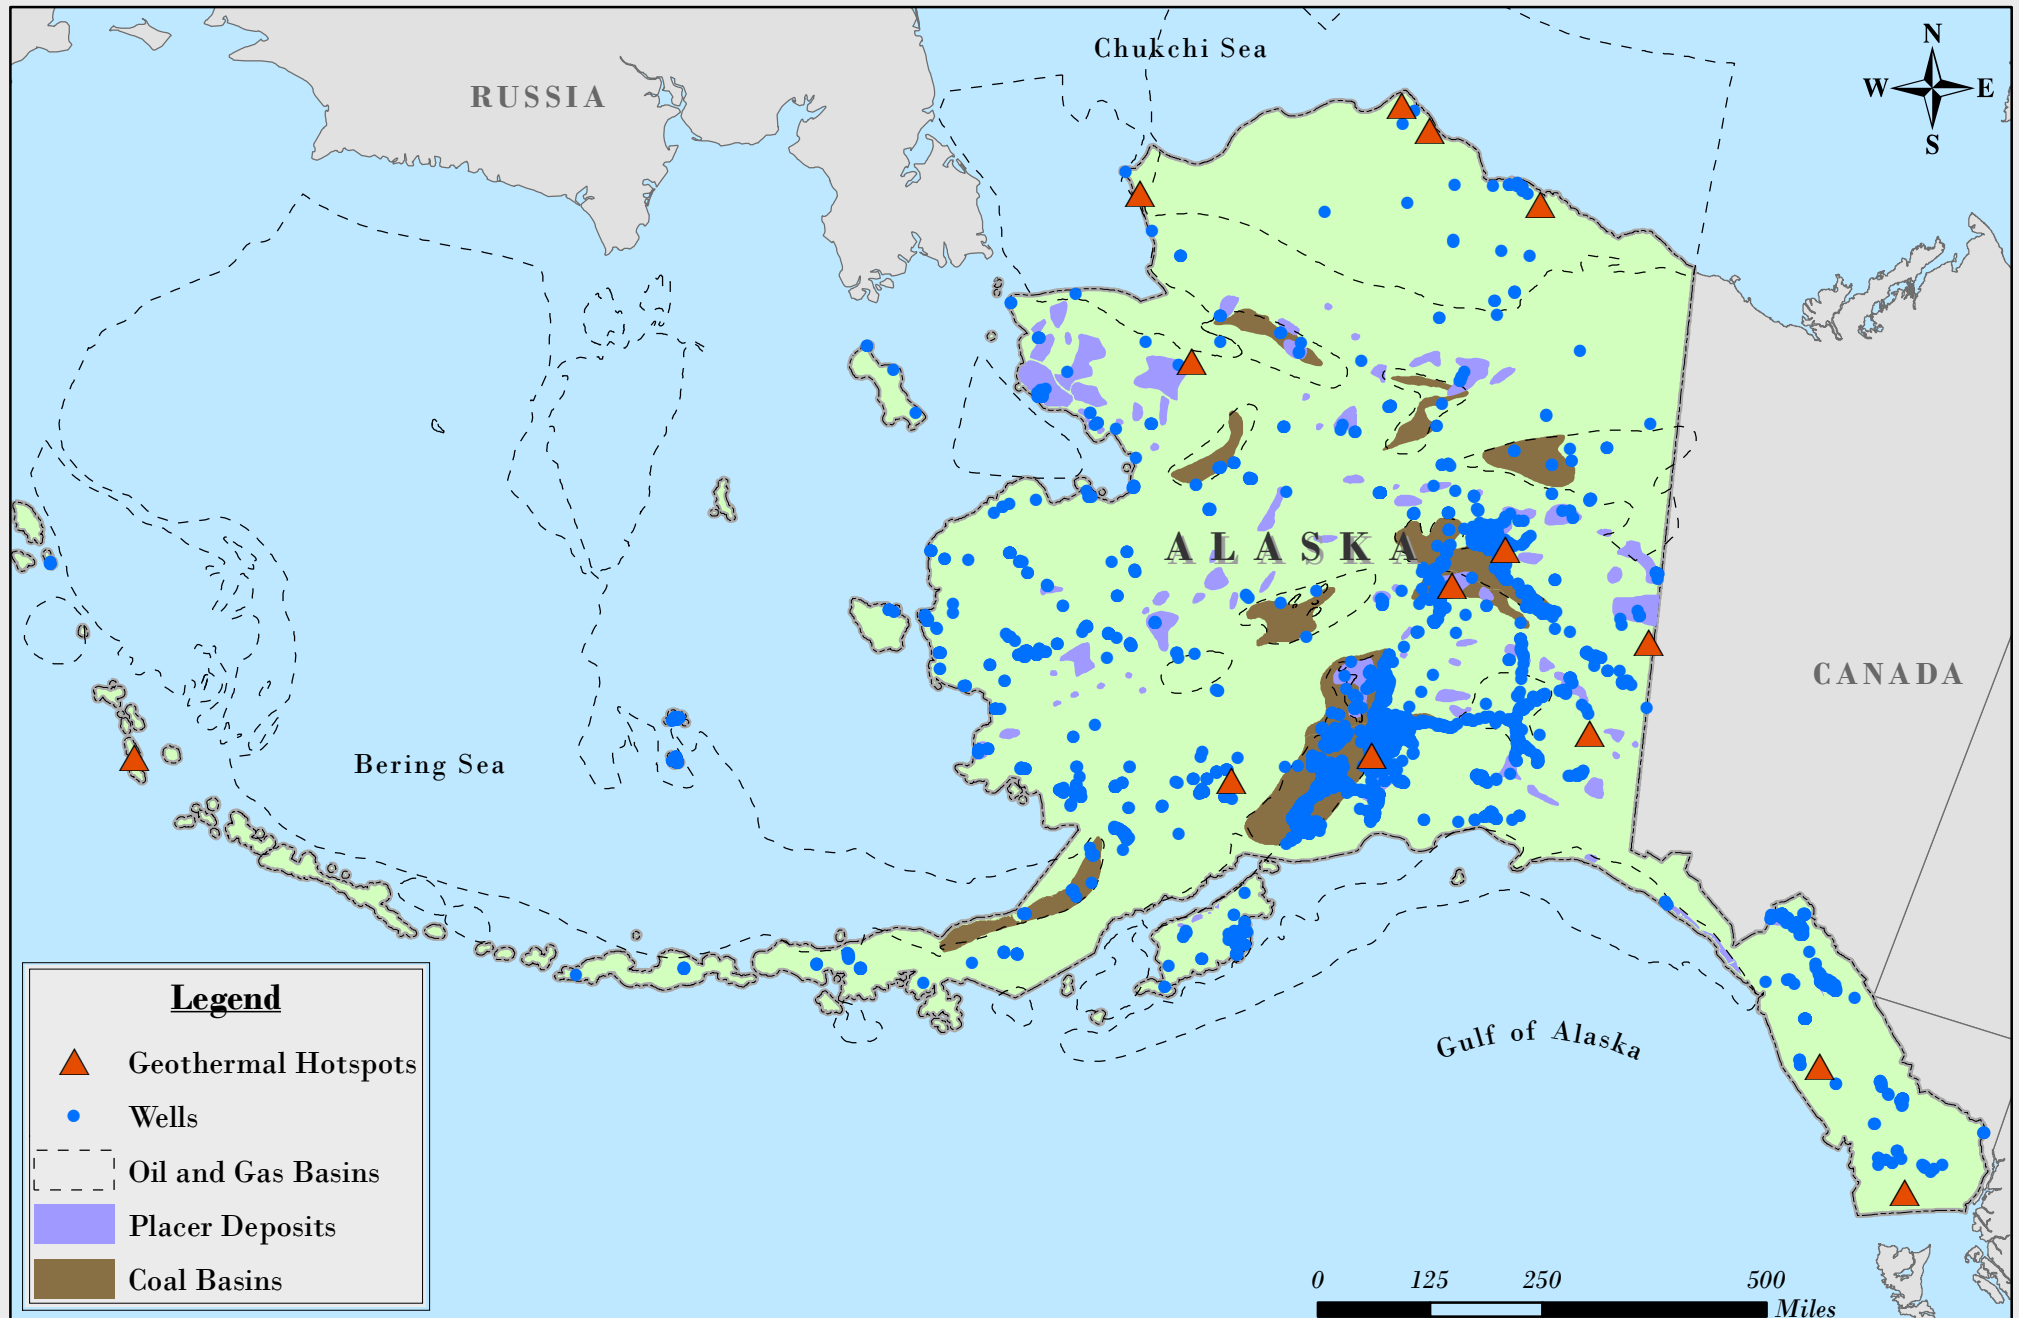 Chukchi Sea
N
W E
S
RUSSIA
ALASKA
CANADA
Bering Sea
Gulf of Alaska
Legend
Geothermal Hotspots
Wells
Oil and Gas Basins
Placer Deposits
Coal Basins
0 125 250 500
Miles